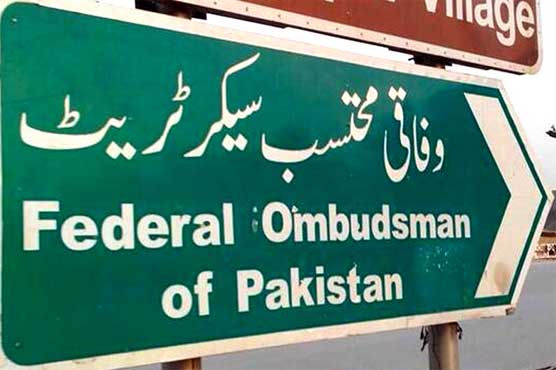 Village
وفاقی محتسب سیکرٹریٹ
Federal Ombudsman
of Pakistan